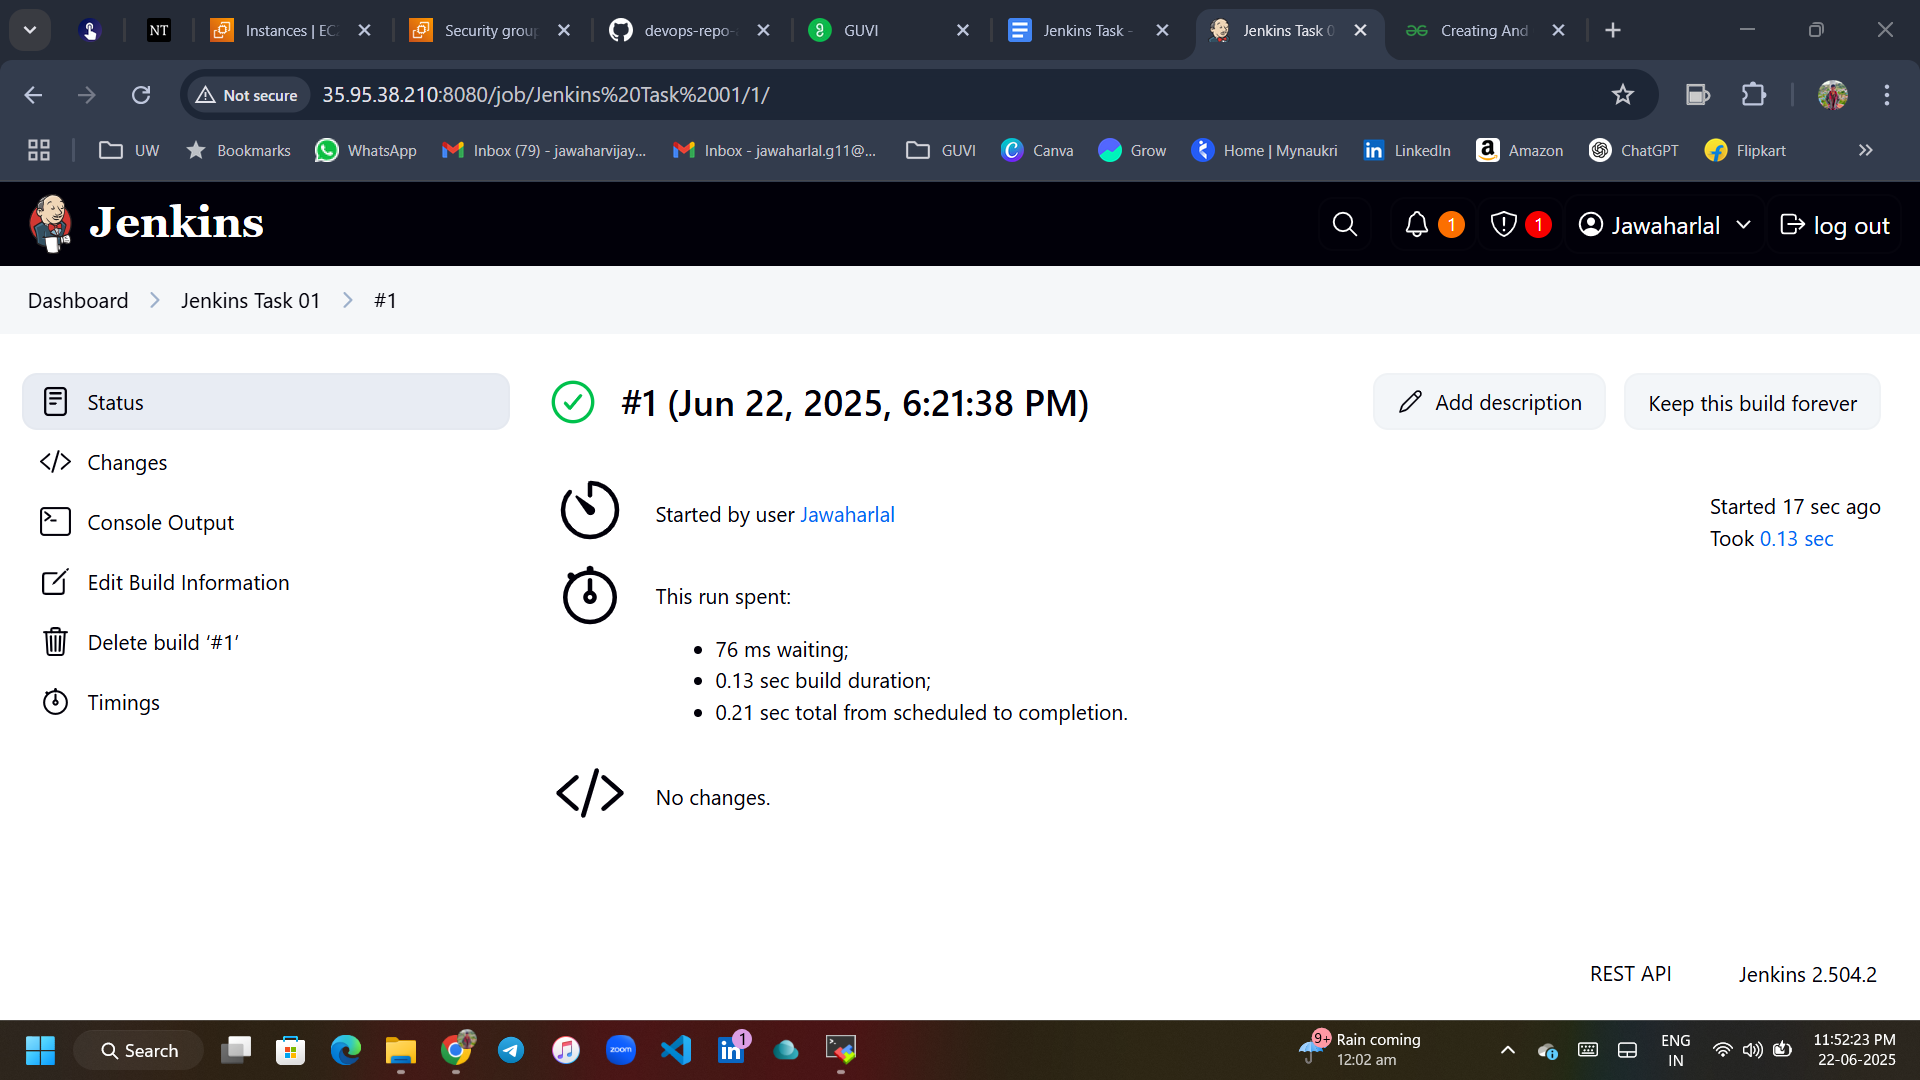 NT
Instances | EC2
Security group
devops-repo-
GUVI
Jenkins Task -
Jenkins Task 0
Creating And
Not secure
35.95.38.210:8080/job/Jenkins%20Task%2001/1/
UW
Bookmarks
WhatsApp
Inbox (79) - jawaharvijay...
Inbox - jawaharlal.g11@...
GUVI
Canva
Grow
Home | Mynaukri
LinkedIn
Amazon
ChatGPT
Flipkart
Jenkins
1
1
Jawaharlal
log out
Dashboard
Jenkins Task 01
#1
Status
Changes
Console Output
Edit Build Information
Delete build ‘#1’
Timings
#1 (Jun 22, 2025, 6:21:38 PM)
Add description
Keep this build forever
Started by user Jawaharlal
Started 17 sec ago
Took 0.13 sec
This run spent:
76 ms waiting;
0.13 sec build duration;
0.21 sec total from scheduled to completion.
No changes.
REST API
Jenkins 2.504.2
Search
zoom
1
9+
Rain coming
12:02 am
ENG
IN
11:52:23 PM
22-06-2025